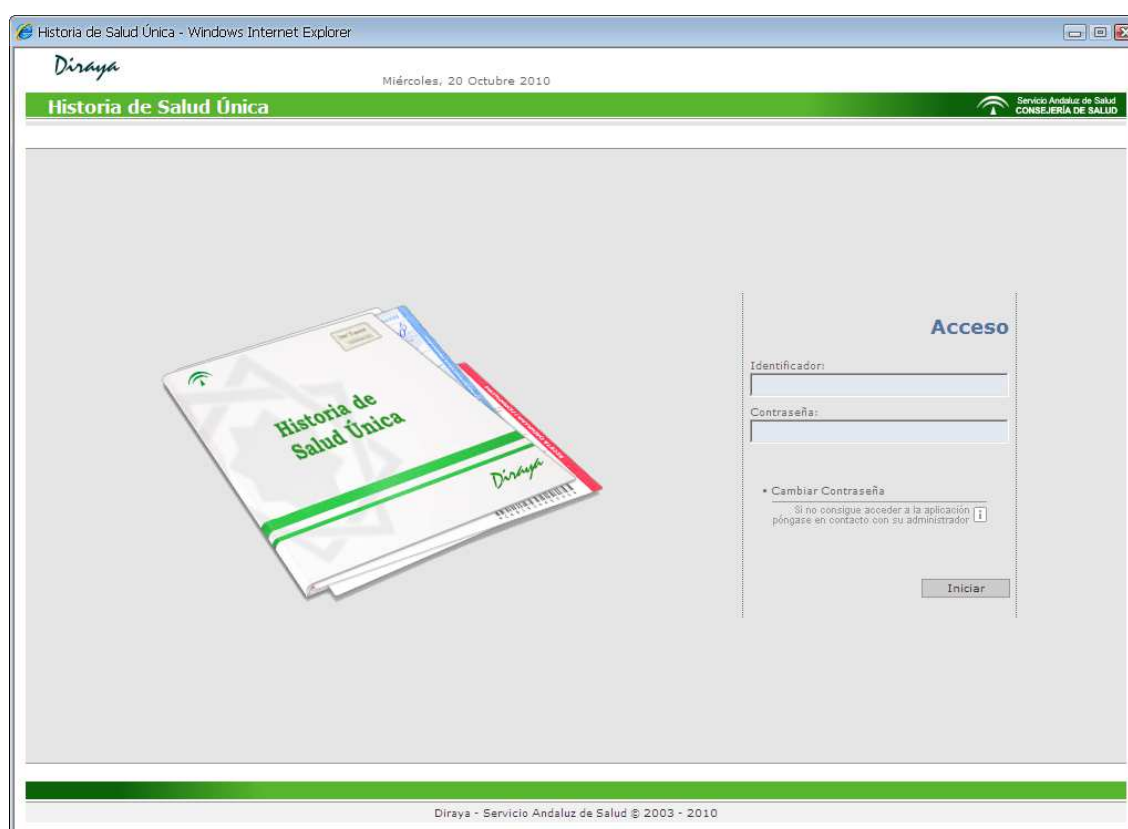 Historia de Salud Única - Windows Internet Explorer
Diraya
Miércoles, 20 Octubre 2010
Historia de Salud Única
Servicio Andaluz de Salud
CONSEJERÍA DE SALUD
Historia de
Salud Única
Diraya
Acceso
Identificador:
Contraseña:
• Cambiar Contraseña
Si no consigue acceder a la aplicación
póngase en contacto con su administrador
i
Iniciar
Diraya - Servicio Andaluz de Salud © 2003 - 2010